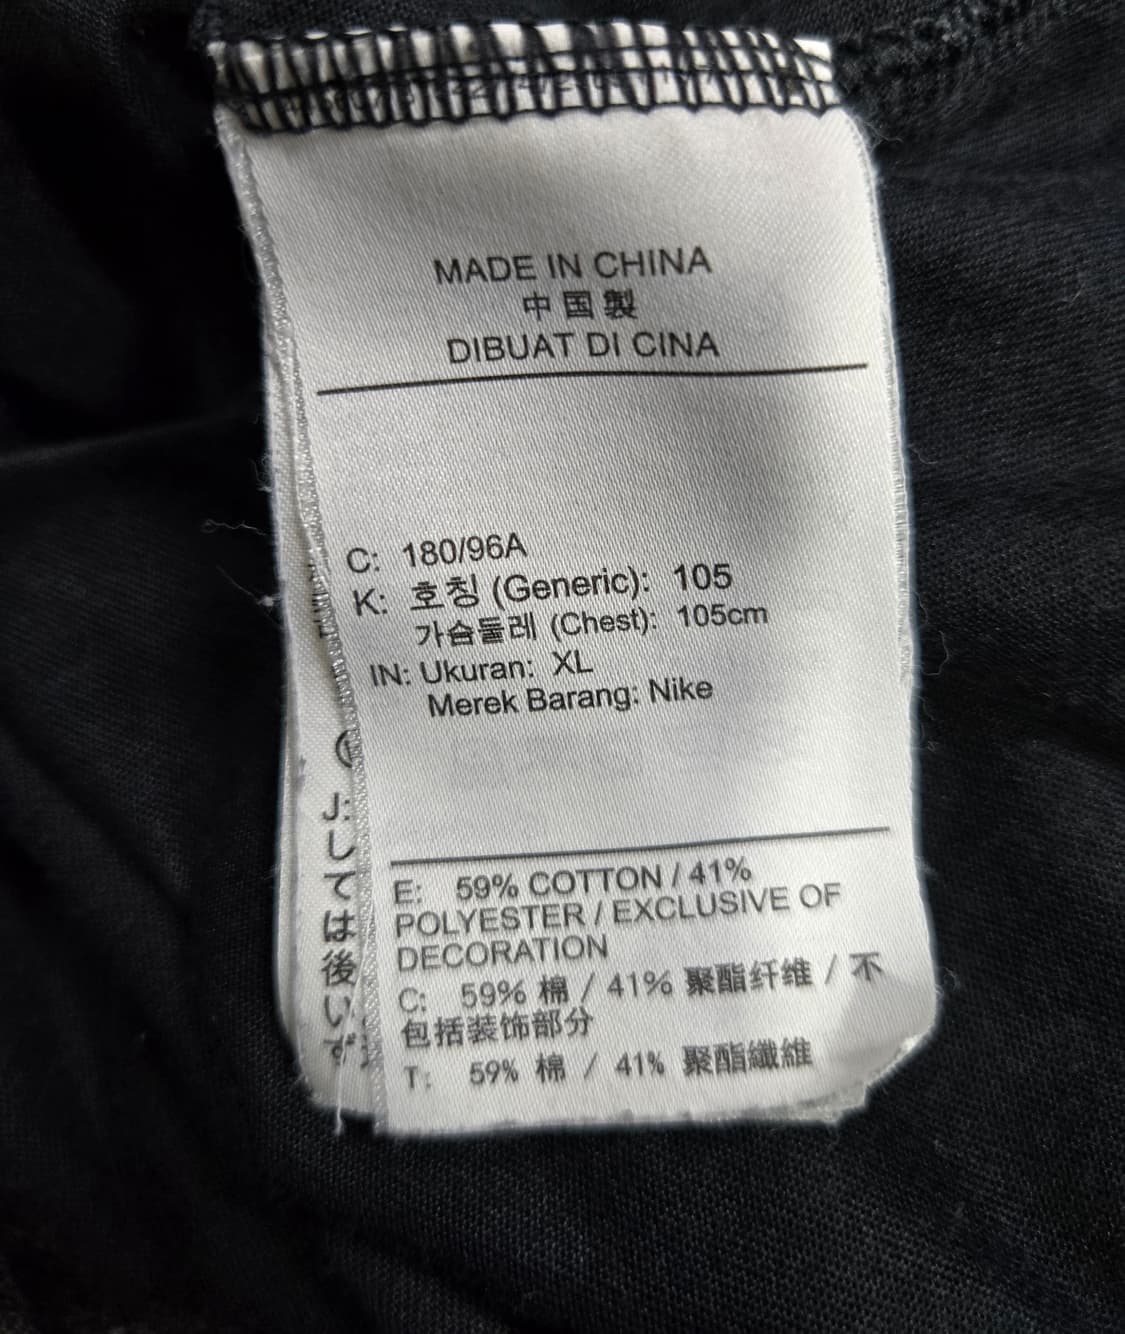 MADE IN CHINA
中国製
DIBUAT DI CINA
C: 180/96A
K: 호칭 (Generic): 105
가슴둘레 (Chest): 105cm
IN: Ukuran: XL
Merek Barang: Nike
E: 59% COTTON / 41%
POLYESTER / EXCLUSIVE OF
DECORATION
C: 59% 棉 / 41% 聚酯纤维 / 不
包括装饰部分
T: 59% 棉 / 41% 聚酯纖維
J:
して
は
後
い
ず